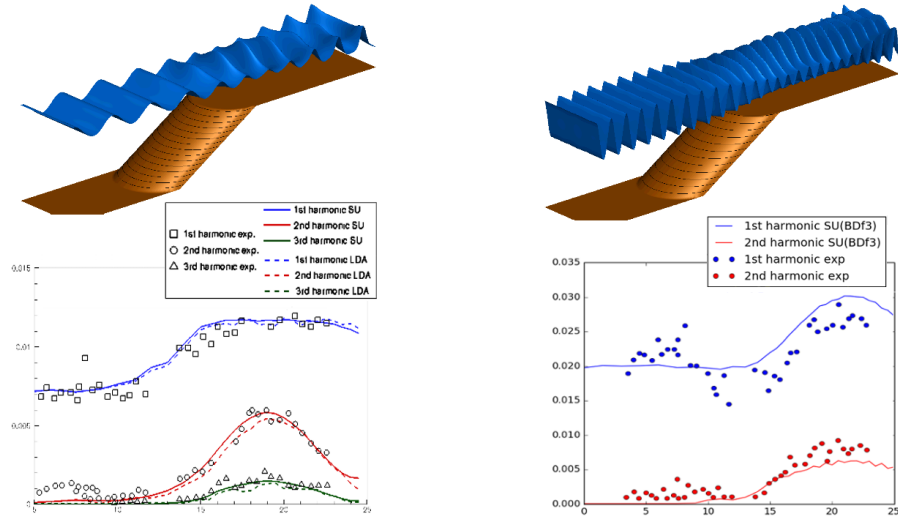 1st harmonic SU
2nd harmonic SU
3rd harmonic SU
1st harmonic LDA
2nd harmonic LDA
3rd harmonic LDA
1st harmonic exp.
2nd harmonic exp.
3rd harmonic exp.
0.015
0.01
0.005
0
5
10
15
20
25
1st harmonic SU(BDf3)
2nd harmonic SU(BDf3)
1st harmonic exp
2nd harmonic exp
0.035
0.030
0.025
0.020
0.015
0.010
0.005
0.000
0
5
10
15
20
25